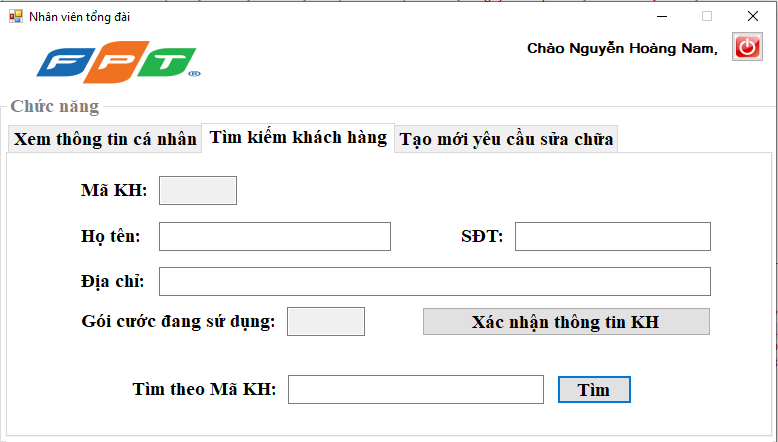 Nhân viên tổng đài
FPT®
Chào Nguyễn Hoàng Nam,
Chức năng
Xem thông tin cá nhân Tìm kiếm khách hàng Tạo mới yêu cầu sửa chữa
Mã KH:
Họ tên: SĐT:
Địa chỉ:
Gói cước đang sử dụng: Xác nhận thông tin KH
Tìm theo Mã KH: Tìm